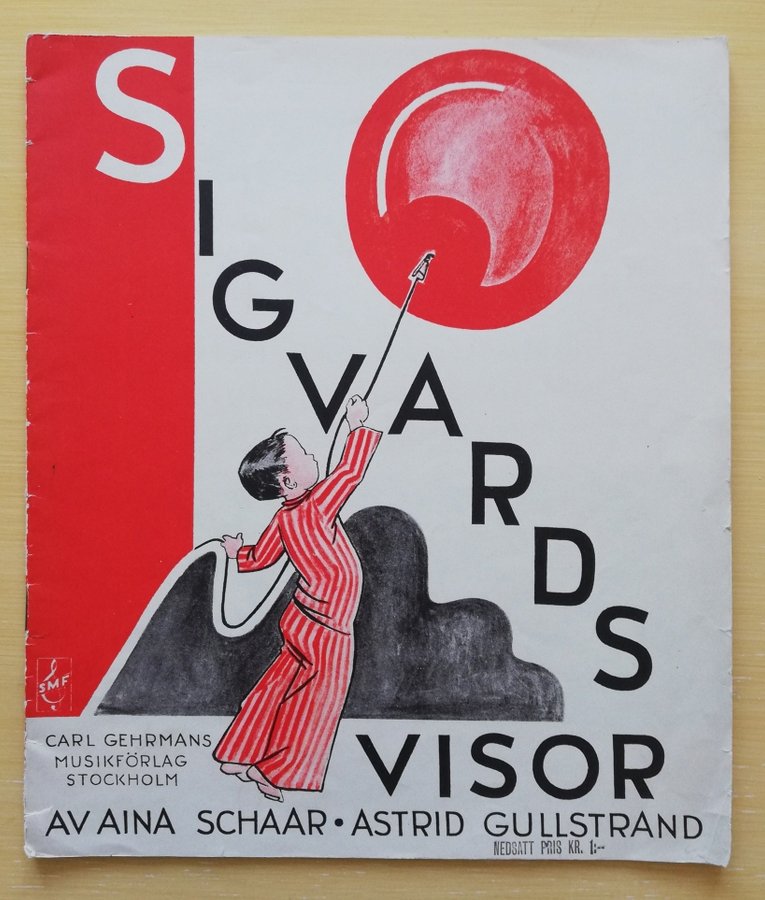 SIGVARDS
VISOR
SMF
CARL GEHRMANS
MUSIKFÖRLAG
STOCKHOLM
AV AINA SCHAAR • ASTRID GULLSTRAND
NEDSATT PRIS KR. 1:-